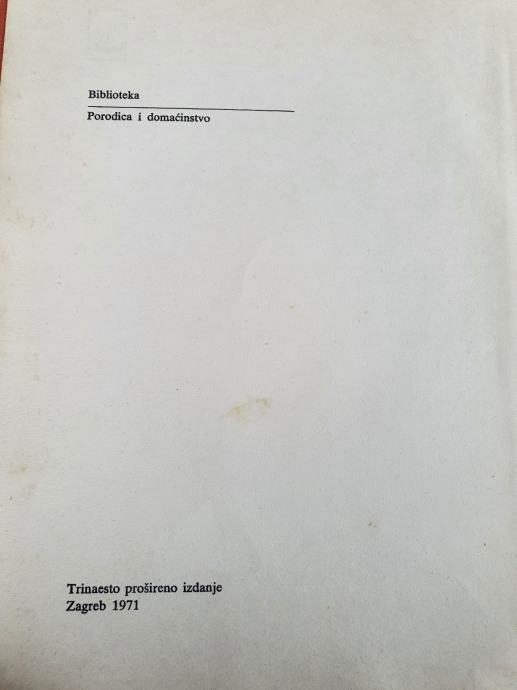 Biblioteka
Porodica i domaćinstvo
Trinaesto prošireno izdanje
Zagreb 1971